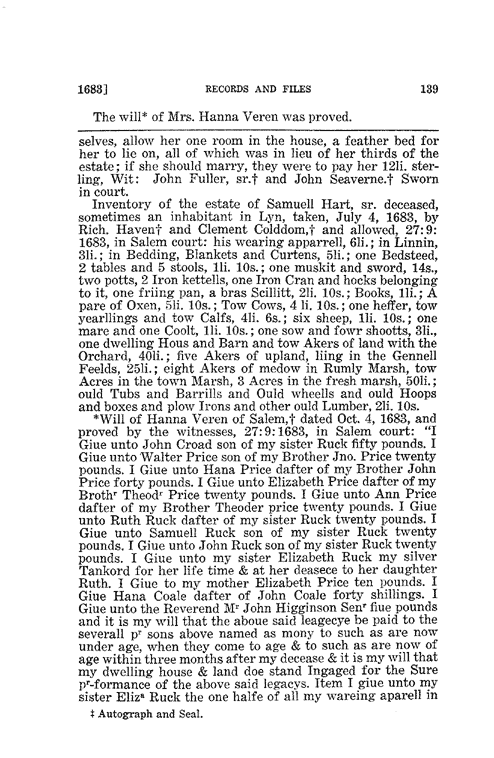 1683] RECORDS AND FILES 139
The will* of Mrs. Hanna Veren was proved.
selves, allow her one room in the house, a feather bed for
her to lie on, all of which was in lieu of her thirds of the
estate; if she should marry, they were to pay her 12li. ster-
ling, Wit: John Fuller, sr.† and John Seaverne.† Sworn
in court.
Inventory of the estate of Samuell Hart, sr. deceased,
sometimes an inhabitant in Lyn, taken, July 4, 1683, by
Rich. Haven† and Clement Colddom,† and allowed, 27:9:
1683, in Salem court: his wearing apparrell, 6li.; in Linnin,
3li.; in Bedding, Blankets and Curtens, 5li.; one Bedsteed,
2 tables and 5 stools, 1li. 10s.; one muskit and sword, 14s.,
two potts, 2 Iron kettells, one Iron Cran and hocks belonging
to it, one friing pan, a bras Scillitt, 2li. 10s.; Books, 1li.; A
pare of Oxen, 5li. 10s.; Tow Cows, 4 li. 10s.; one heffer, tow
yearllings and tow Calfs, 4li. 6s.; six sheep, 1li. 10s.; one
mare and one Coolt, 1li. 10s.; one sow and fowr shootts, 3li.,
one dwelling Hous and Barn and tow Akers of land with the
Orchard, 40li.; five Akers of upland, liing in the Gennell
Feelds, 25li.; eight Akers of medow in Rumly Marsh, tow
Acres in the town Marsh, 3 Acres in the fresh marsh, 50li.;
ould Tubs and Barrills and Ould wheells and ould Hoops
and boxes and plow Irons and other ould Lumber, 2li. 10s.
*Will of Hanna Veren of Salem,‡ dated Oct. 4, 1683, and
proved by the witnesses, 27:9:1683, in Salem court: "I
Giue unto John Croad son of my sister Ruck fifty pounds. I
Giue unto Walter Price son of my Brother Jno. Price twenty
pounds. I Giue unto Hana Price dafter of my Brother John
Price forty pounds. I Giue unto Elizabeth Price dafter of my
Brothʳ Theodʳ Price twenty pounds. I Giue unto Ann Price
dafter of my Brother Theoder price twenty pounds. I Giue
unto Ruth Ruck dafter of my sister Ruck twenty pounds. I
Giue unto Samuell Ruck son of my sister Ruck twenty
pounds. I Giue unto John Ruck son of my sister Ruck twenty
pounds. I Giue unto my sister Elizabeth Ruck my silver
Tankord for her life time & at her deasece to her daughter
Ruth. I Giue to my mother Elizabeth Price ten pounds. I
Giue Hana Coale dafter of John Coale forty shillings. I
Giue unto the Reverend Mʳ John Higginson Senʳ fiue pounds
and it is my will that the aboue said leagecye be paid to the
severall pʳ sons above named as mony to such as are now
under age, when they come to age & to such as are now of
age within three months after my decease & it is my will that
my dwelling house & land doe stand Ingaged for the Sure
pʳ-formance of the above said legacys. Item I giue unto my
sister Elizᵃ Ruck the one halfe of all my wareing aparell in
‡ Autograph and Seal.